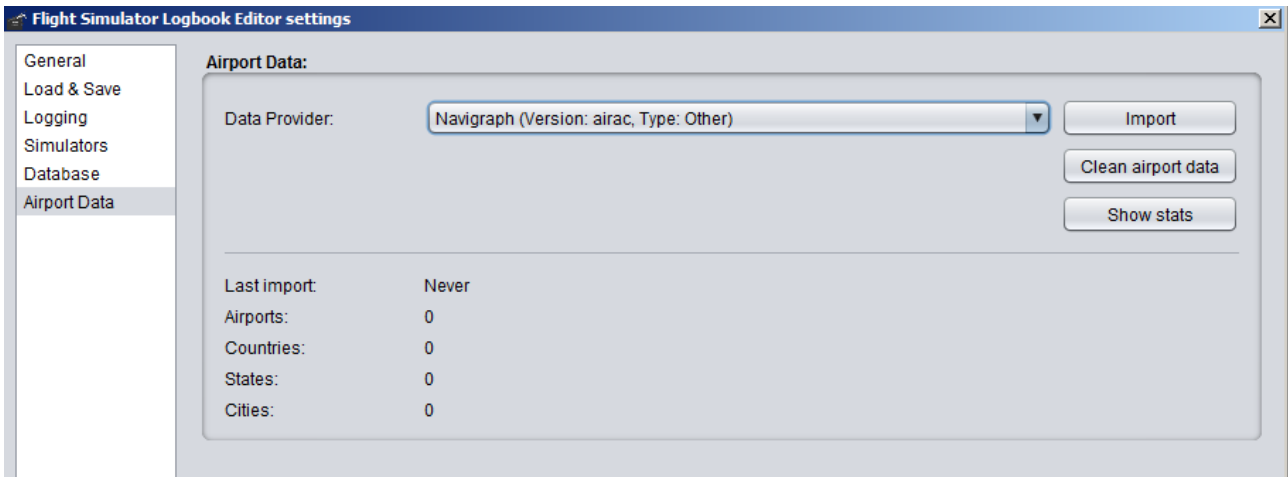 Flight Simulator Logbook Editor settings
General
Load & Save
Logging
Simulators
Database
Airport Data
Airport Data:
Data Provider: Navigraph (Version: airac, Type: Other) Import
Clean airport data
Show stats
Last import: Never
Airports: 0
Countries: 0
States: 0
Cities: 0